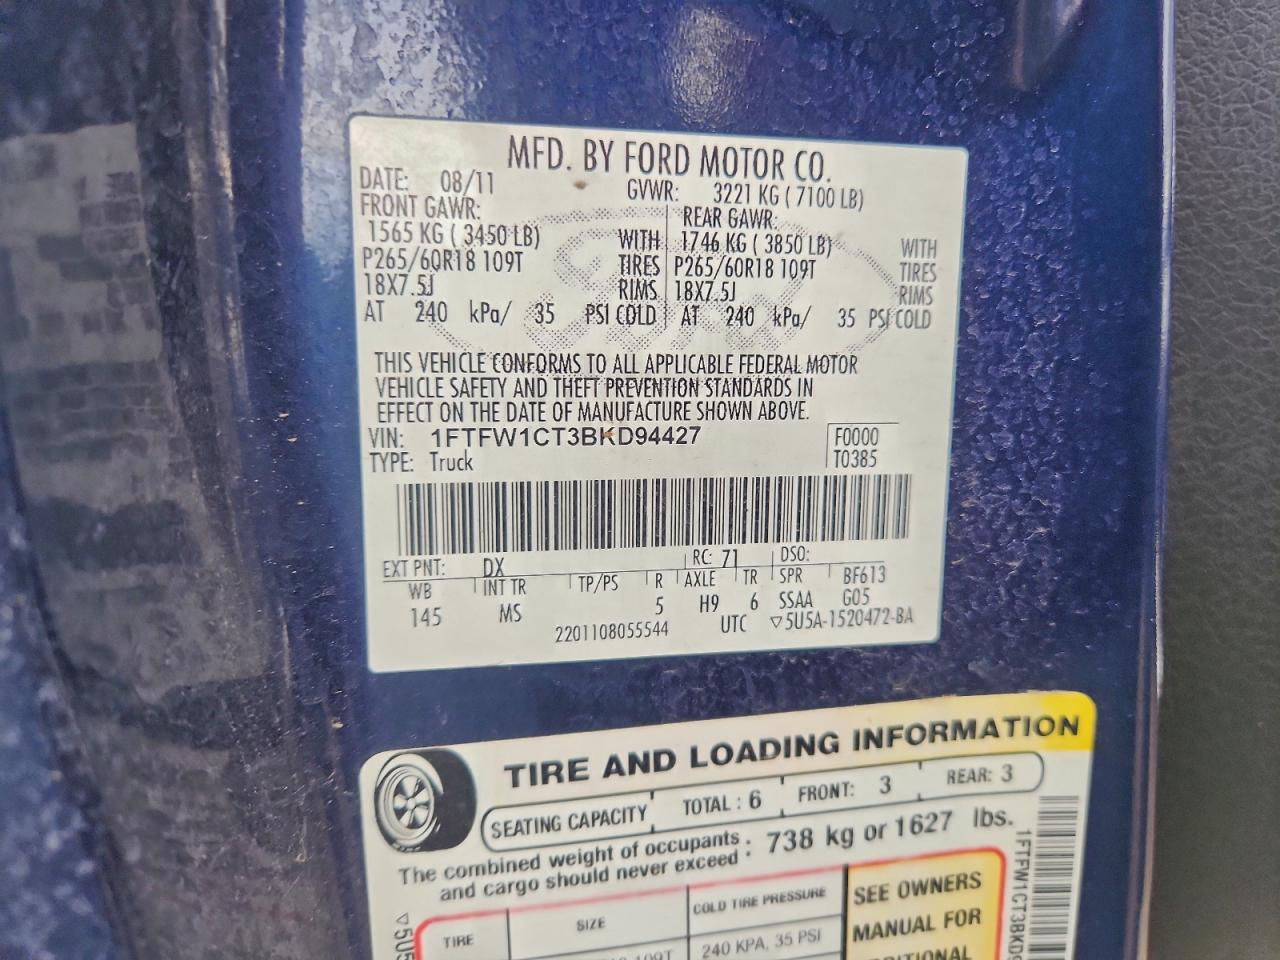 MFD. BY FORD MOTOR CO.
DATE: 08/11 GVWR: 3221 KG ( 7100 LB)
FRONT GAWR: REAR GAWR:
1565 KG ( 3450 LB) WITH 1746 KG ( 3850 LB) WITH
P265/60R18 109T TIRES P265/60R18 109T TIRES
18X7.5J RIMS 18X7.5J RIMS
AT 240 kPa/ 35 PSI COLD AT 240 kPa/ 35 PSI COLD
THIS VEHICLE CONFORMS TO ALL APPLICABLE FEDERAL MOTOR
VEHICLE SAFETY AND THEFT PREVENTION STANDARDS IN
EFFECT ON THE DATE OF MANUFACTURE SHOWN ABOVE.
VIN: 1FTFW1CT3BKD94427 F0000
TYPE: Truck T0385
EXT PNT: DX RC: 71 DSO:
WB INT TR TP/PS R AXLE TR SPR BF613
145 MS 5 H9 6 SSAA G05
2201108055544 UTC ▽5U5A-1520472-BA
TIRE AND LOADING INFORMATION
SEATING CAPACITY TOTAL : 6 FRONT: 3 REAR: 3
The combined weight of occupants : 738 kg or 1627 lbs.
and cargo should never exceed :
TIRE SIZE COLD TIRE PRESSURE SEE OWNERS
240 KPA, 35 PSI MANUAL FOR
▽5U5
1FTFW1CT3BKD9